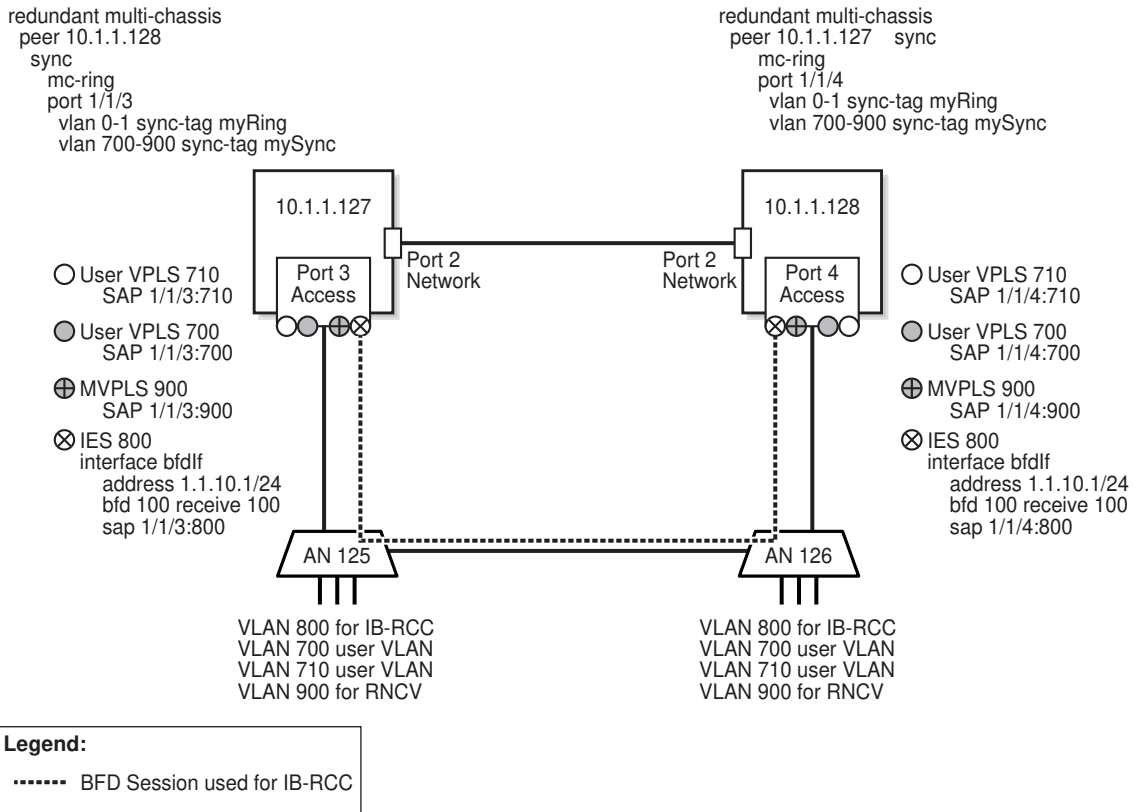 redundant multi-chassis
peer 10.1.1.128
sync
mc-ring
port 1/1/3
vlan 0-1 sync-tag myRing
vlan 700-900 sync-tag mySync
redundant multi-chassis
peer 10.1.1.127 sync
mc-ring
port 1/1/4
vlan 0-1 sync-tag myRing
vlan 700-900 sync-tag mySync
10.1.1.127
Port 3
Access
Port 2
Network
10.1.1.128
Port 4
Access
Port 2
Network
User VPLS 710
SAP 1/1/3:710
User VPLS 700
SAP 1/1/3:700
MVPLS 900
SAP 1/1/3:900
IES 800
interface bfdIf
address 1.1.10.1/24
bfd 100 receive 100
sap 1/1/3:800
User VPLS 710
SAP 1/1/4:710
User VPLS 700
SAP 1/1/4:700
MVPLS 900
SAP 1/1/4:900
IES 800
interface bfdIf
address 1.1.10.1/24
bfd 100 receive 100
sap 1/1/4:800
AN 125
AN 126
VLAN 800 for IB-RCC
VLAN 700 user VLAN
VLAN 710 user VLAN
VLAN 900 for RNCV
VLAN 800 for IB-RCC
VLAN 700 user VLAN
VLAN 710 user VLAN
VLAN 900 for RNCV
Legend:
BFD Session used for IB-RCC